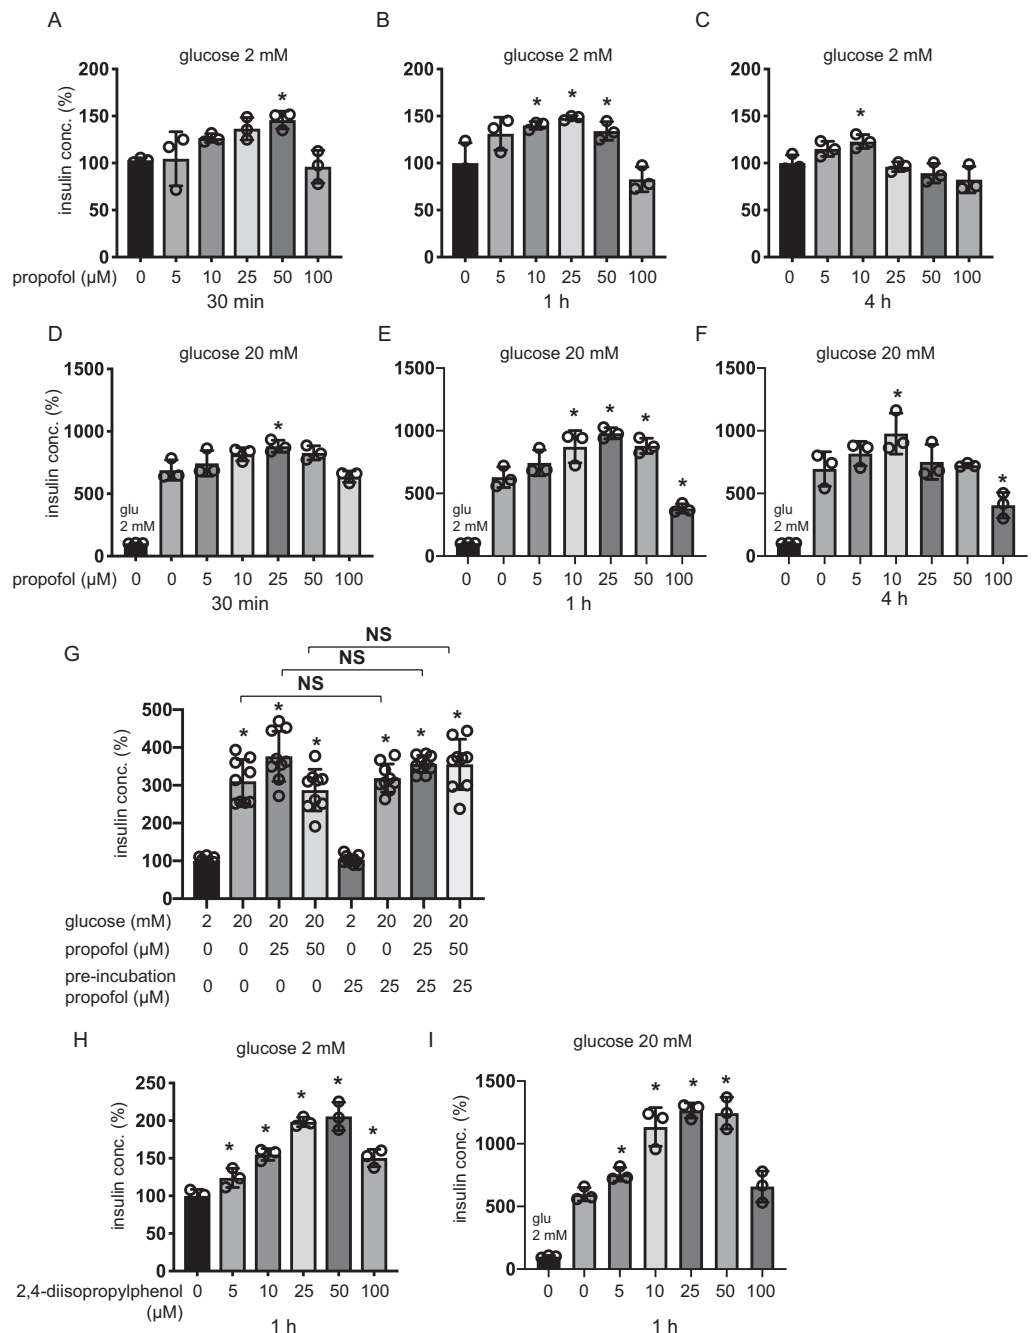 A
B
C
glucose 2 mM
glucose 2 mM
glucose 2 mM
insulin conc. (%)
200
150
100
50
0
*
200
150
100
50
0
* * *
200
150
100
50
0
*
propofol (µM) 0 5 10 25 50 100
0 5 10 25 50 100
0 5 10 25 50 100
30 min
1 h
4 h
D
E
F
glucose 20 mM
glucose 20 mM
glucose 20 mM
insulin conc. (%)
1500
1000
500
0
*
glu
2 mM
1500
1000
500
0
* * * *
glu
2 mM
1500
1000
500
0
* *
glu
2 mM
propofol (µM) 0 0 5 10 25 50 100
0 0 5 10 25 50 100
0 0 5 10 25 50 100
30 min
1 h
4 h
G
NS
NS
NS
insulin conc. (%)
500
400
300
200
100
0
* * * * * *
glucose (mM) 2 20 20 20 2 20 20 20
propofol (µM) 0 0 25 50 0 0 25 50
pre-incubation
propofol (µM) 0 0 0 0 25 25 25 25
H
I
glucose 2 mM
glucose 20 mM
insulin conc. (%)
250
200
150
100
50
0
* * * * *
insulin conc. (%)
1500
1000
500
0
* * * *
glu
2 mM
2,4-diisopropylphenol
(µM)
0 5 10 25 50 100
0 0 5 10 25 50 100
1 h
1 h